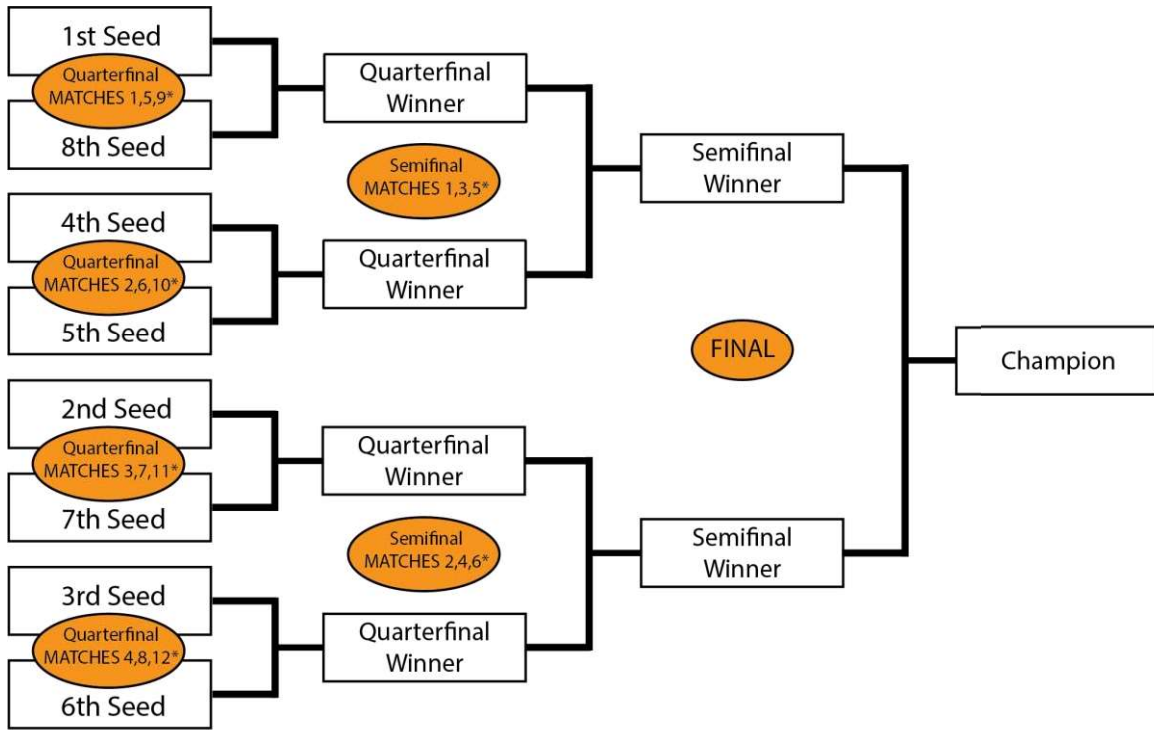 1st Seed
Quarterfinal
MATCHES 1,5,9*
8th Seed
4th Seed
Quarterfinal
MATCHES 2,6,10*
5th Seed
2nd Seed
Quarterfinal
MATCHES 3,7,11*
7th Seed
3rd Seed
Quarterfinal
MATCHES 4,8,12*
6th Seed
Quarterfinal
Winner
Semifinal
MATCHES 1,3,5*
Quarterfinal
Winner
Quarterfinal
Winner
Semifinal
MATCHES 2,4,6*
Quarterfinal
Winner
Semifinal
Winner
FINAL
Semifinal
Winner
Champion